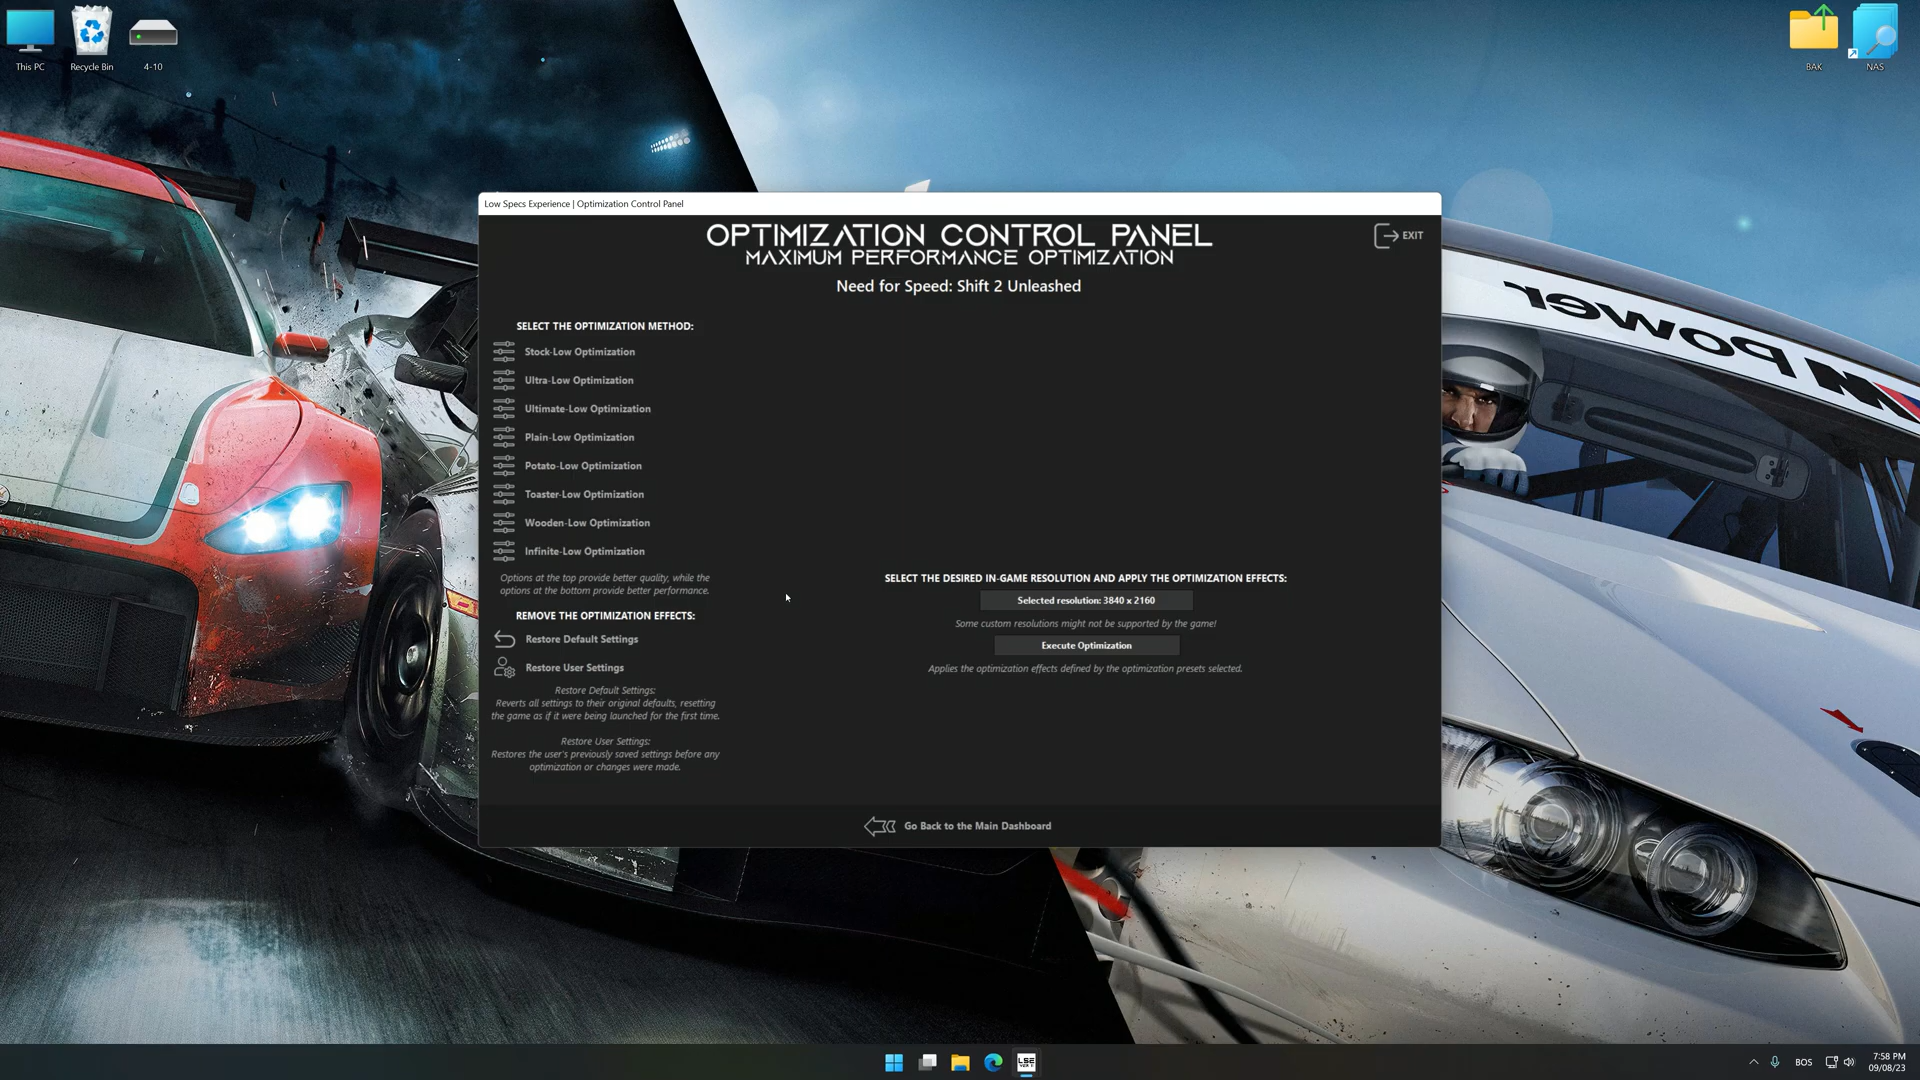 This PC
Recycle Bin
4-10
BAK
NAS
Low Specs Experience | Optimization Control Panel
OPTIMIZATION CONTROL PANEL
MAXIMUM PERFORMANCE OPTIMIZATION
EXIT
Need for Speed: Shift 2 Unleashed
SELECT THE OPTIMIZATION METHOD:
Stock-Low Optimization
Ultra-Low Optimization
Ultimate-Low Optimization
Plain-Low Optimization
Potato-Low Optimization
Toaster-Low Optimization
Wooden-Low Optimization
Infinite-Low Optimization
Options at the top provide better quality, while the
options at the bottom provide better performance.
REMOVE THE OPTIMIZATION EFFECTS:
Restore Default Settings
Restore User Settings
Restore Default Settings:
Reverts all settings to their original defaults, resetting
the game as if it were being launched for the first time.
Restore User Settings:
Restores the user's previously saved settings before any
optimization or changes were made.
SELECT THE DESIRED IN-GAME RESOLUTION AND APPLY THE OPTIMIZATION EFFECTS:
Selected resolution: 3840 x 2160
Some custom resolutions might not be supported by the game!
Execute Optimization
Applies the optimization effects defined by the optimization presets selected.
Go Back to the Main Dashboard
M Power
LSE
BOS
7:58 PM
09/08/23